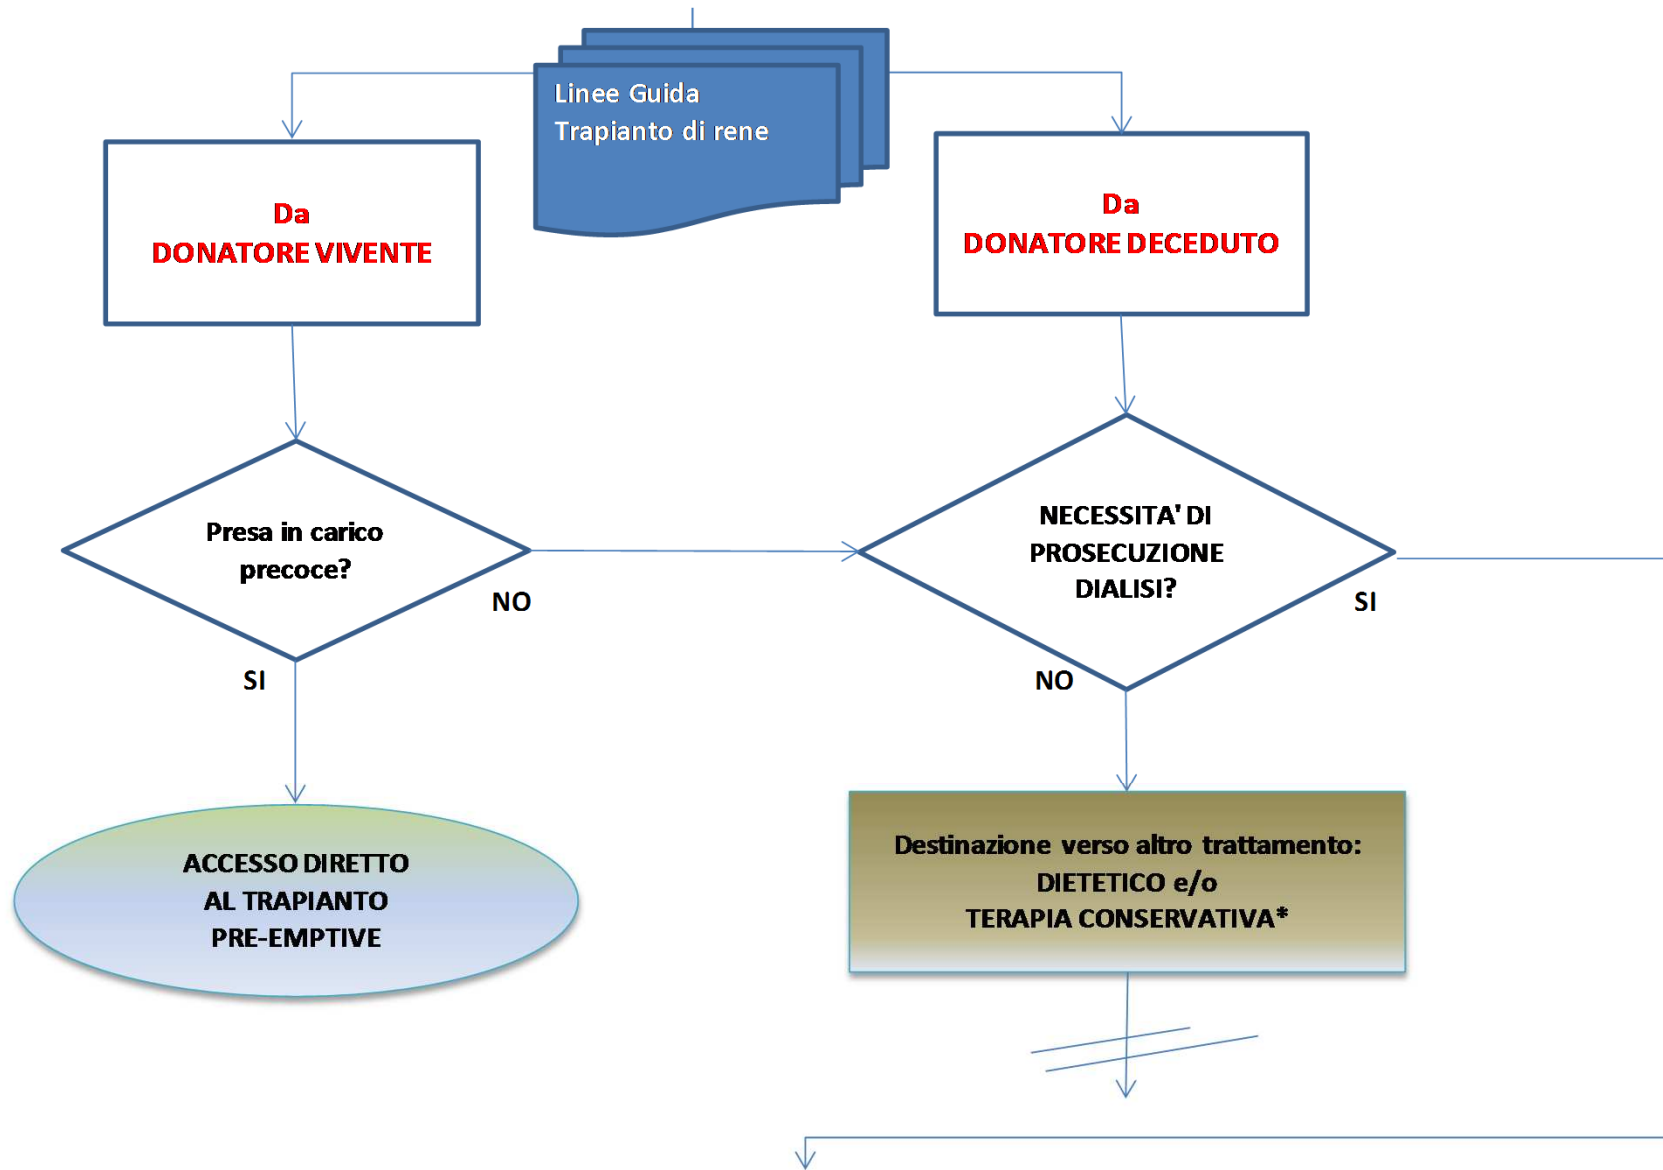 Linee Guida
Trapianto di rene
Da
DONATORE VIVENTE
Da
DONATORE DECEDUTO
Presa in carico
precoce?
NO
SI
NECESSITA' DI
PROSECUZIONE
DIALISI?
SI
NO
ACCESSO DIRETTO
AL TRAPIANTO
PRE-EMPTIVE
Destinazione verso altro trattamento:
DIETETICO e/o
TERAPIA CONSERVATIVA*